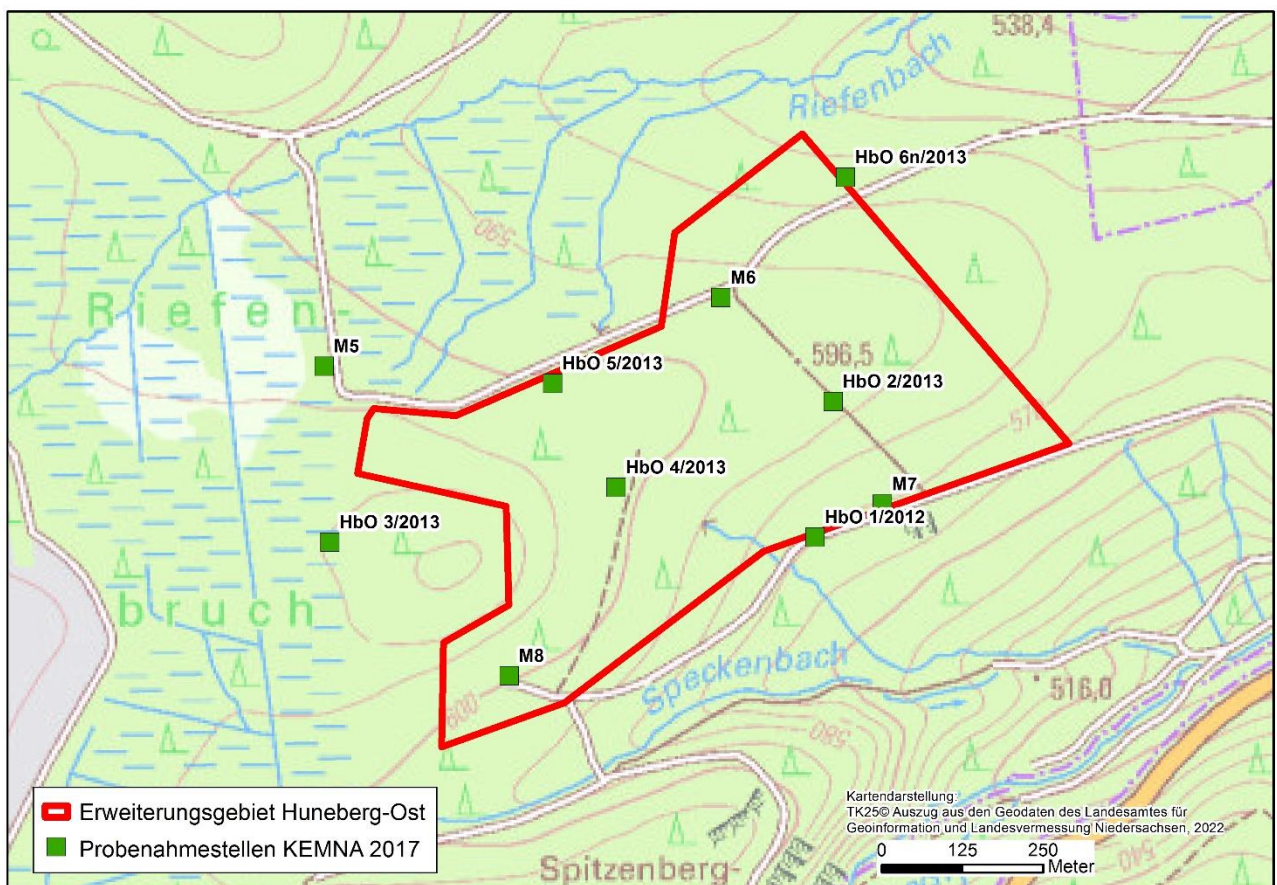 538,4
Riefenbach
HbO 6n/2013
590
M6
Riefen-
M5
596,5
HbO 5/2013
HbO 2/2013
HbO 4/2013
M7
HbO 1/2012
HbO 3/2013
bruch
M8
Speckenbach
516,0
600
580
Erweiterungsgebiet Huneberg-Ost
Probenahmestellen KEMNA 2017
Kartendarstellung:
TK25© Auszug aus den Geodaten des Landesamtes für
Geoinformation und Landesvermessung Niedersachsen, 2022
0 125 250
Meter
540
Spitzenberg-